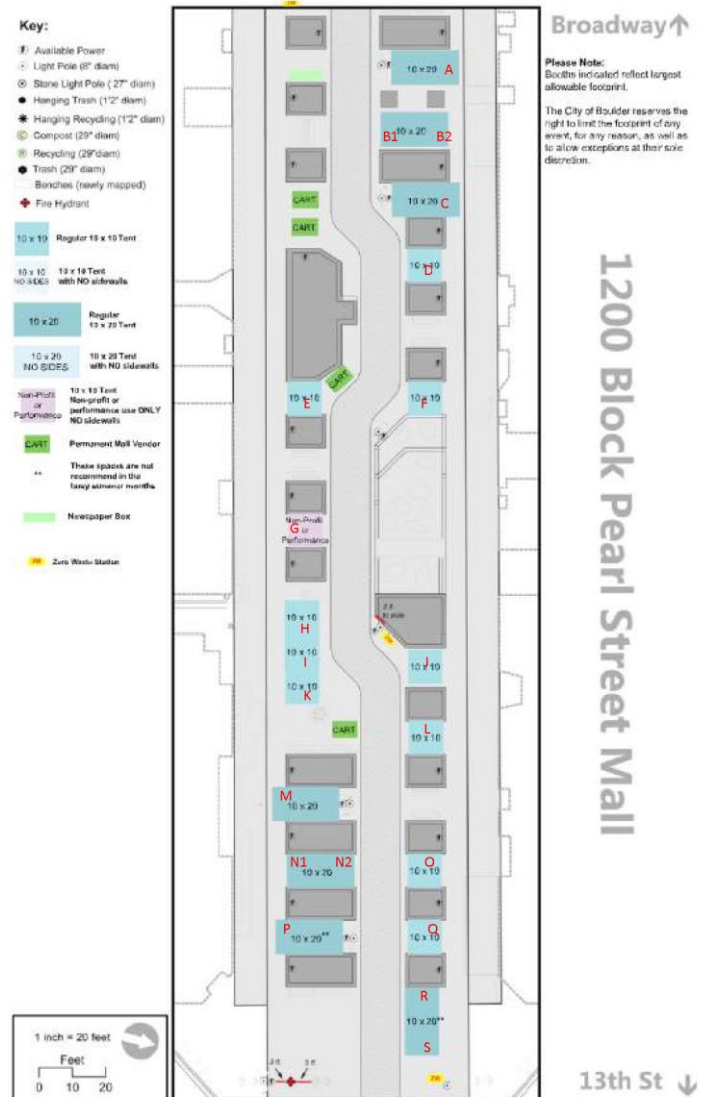 Key:
Available Power
Light Pole (8" diam)
Stone Light Pole ( 27" diam)
Hanging Trash (1'2" diam)
Hanging Recycling (1'2" diam)
Compost (29" diam)
Recycling (29"diam)
Trash (29" diam)
Benches (newly mapped)
Fire Hydrant
10 x 10 Regular 10 x 10 Tent
10 x 10
NO SIDES
10 x 10 Tent
with NO sidewalls
10 x 20
Regular
10 x 20 Tent
10 x 20
NO SIDES
10 x 20 Tent
with NO sidewalls
Non-Profit
or
Performance
10 x 10 Tent
Non-profit or
performance use ONLY
NO sidewalls
CART Permanent Mall Vendor
**
These spaces are not
recommend in the
busy summer months
Newspaper Box
ZW Zero Waste Station
1 inch = 20 feet
Feet
0 10 20
10 x 20 A
B1 10 x 20 B2
CART
10 x 20 C
CART
10 x 10
D
CART
10 x 10
E
10 x 10
F
Non-Profit
G or
Performance
10 x 10
H
10 x 10
I
10 x 10
K
10 x 10
J
CART
L
10 x 10
M
10 x 20
N1 N2
10 x 20
O
10 x 10
P
10 x 20**
Q
10 x 10
R
10 x 20**
S
ZW
Broadway
Please Note:
Booths indicated reflect largest
allowable footprint.
The City of Boulder reserves the
right to limit the footprint of any
event, for any reason, as well as
to allow exceptions at their sole
discretion.
1200 Block Pearl Street Mall
13th St